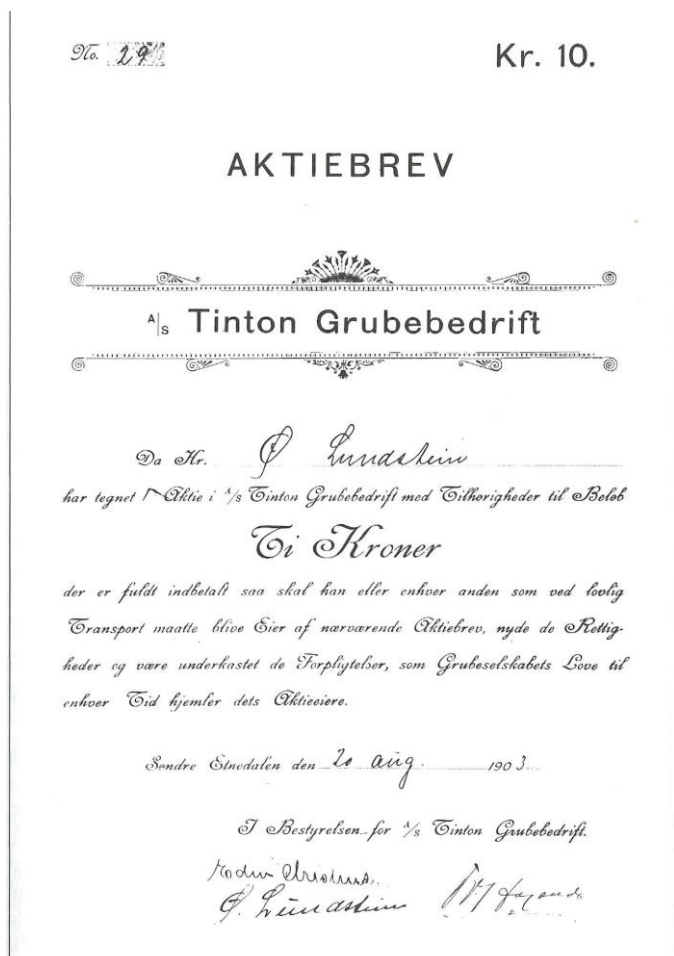 No. 29
Kr. 10.
AKTIEBREV
A/S Tinton Grubebedrift
Da Hr. Ø Lundstein
har tegnet 1 Aktie i A/S Tinton Grubebedrift med Tilhørigheder til Beløb
Ti Kroner
der er fuldt indbetalt saa skal han eller enhver anden som ved lovlig
Transport maatte blive Eier af nærværende Aktiebrev, nyde de Rettig-
heder og være underkastet de Forpligtelser, som Grubeselskabets Love til
enhver Tid hjemler dets Aktieeiere.
Søndre Etnedalen den 20 aug. 1903.
I Bestyrelsen for A/S Tinton Grubebedrift.
Ø. Lundstein